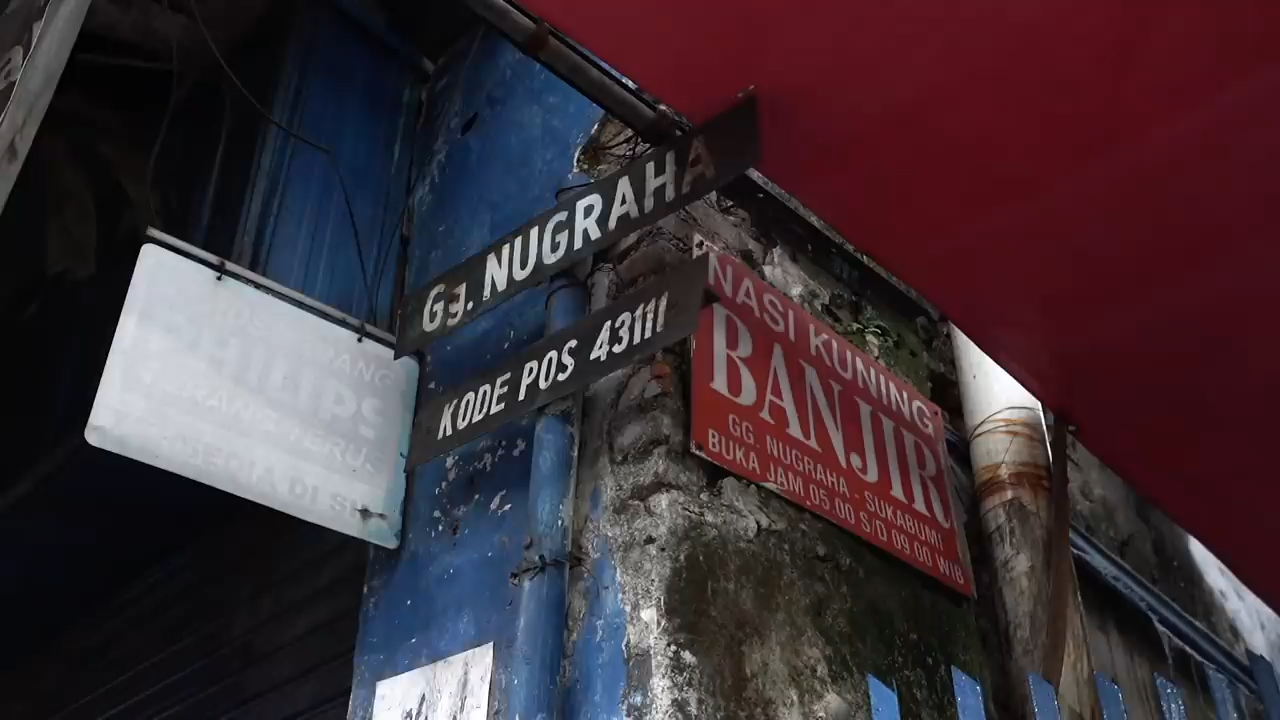 Gg. NUGRAHA
KODE POS 43111
NASI KUNING
BANJIR
GG. NUGRAHA - SUKABUMI
BUKA JAM 05.00 S/D 09.00 WIB